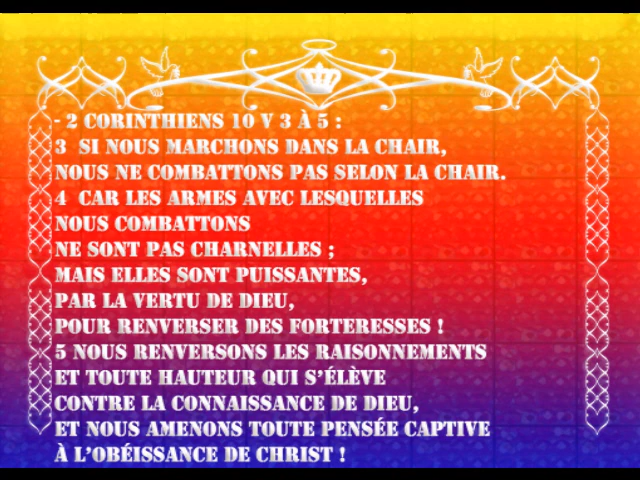 - 2 CORINTHIENS 10 V 3 À 5 :
3 SI NOUS MARCHONS DANS LA CHAIR,
NOUS NE COMBATTONS PAS SELON LA CHAIR.
4 CAR LES ARMES AVEC LESQUELLES
NOUS COMBATTONS
NE SONT PAS CHARNELLES ;
MAIS ELLES SONT PUISSANTES,
PAR LA VERTU DE DIEU,
POUR RENVERSER DES FORTERESSES !
5 NOUS RENVERSONS LES RAISONNEMENTS
ET TOUTE HAUTEUR QUI S'ÉLÈVE
CONTRE LA CONNAISSANCE DE DIEU,
ET NOUS AMENONS TOUTE PENSÉE CAPTIVE
À L'OBÉISSANCE DE CHRIST !